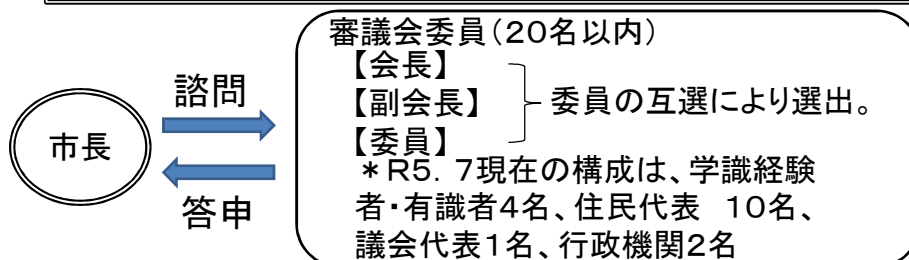 市長
諮問
答申
審議会委員(20名以内)
【会長】
【副会長】
【委員】
委員の互選により選出。
*R5.7現在の構成は、学識経験
者・有識者4名、住民代表 10名、
議会代表1名、行政機関2名